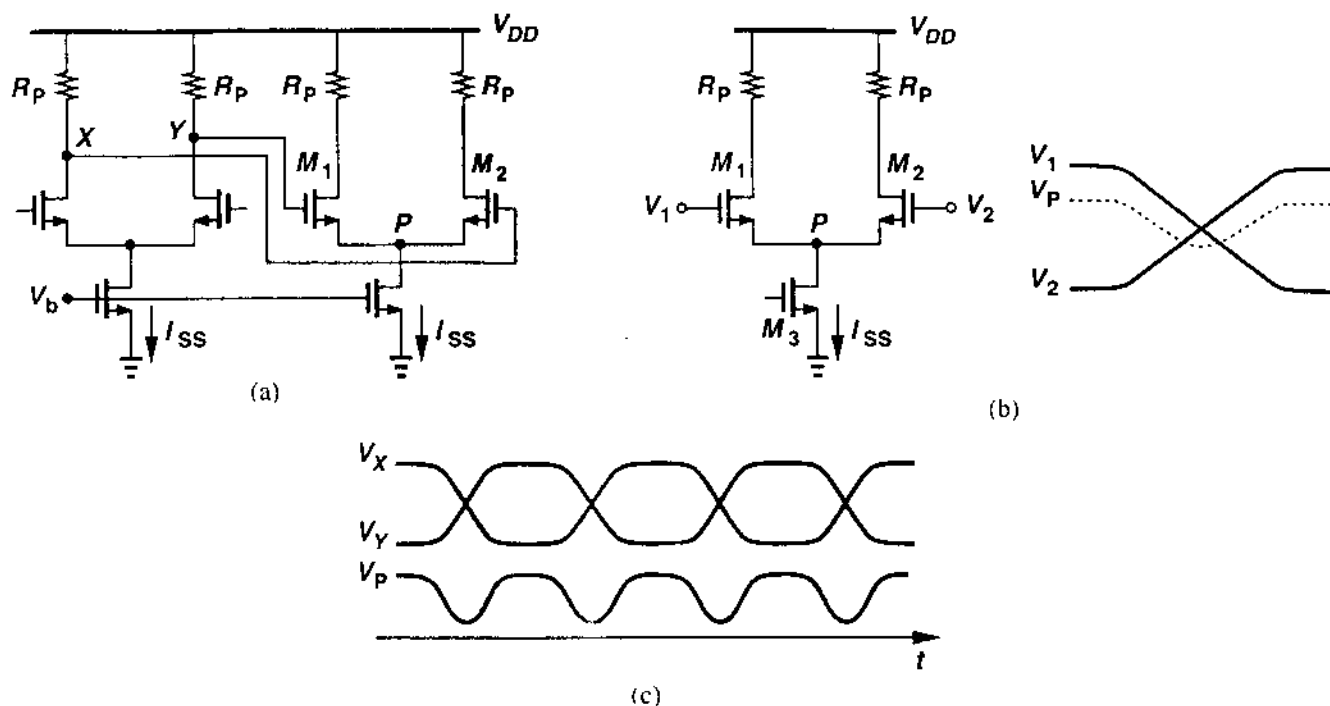 V_DD
R_P R_P R_P R_P
X Y M_1 M_2
P
V_b
I_SS I_SS
(a)
V_DD
R_P R_P
M_1 M_2
V_1 V_2
P
M_3 I_SS
V_1
V_P
V_2
(b)
V_X
V_Y
V_P
t
(c)